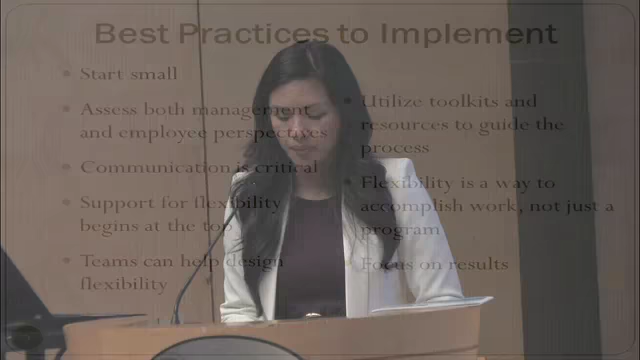 Best Practices to Implement
Start small
Assess both management
and employee perspectives
Communication is critical
Support for flexibility
begins at the top
Teams can help design
flexibility
Utilize toolkits and
resources to guide the
process
Flexibility is a way to
accomplish work, not just a
program
Focus on results